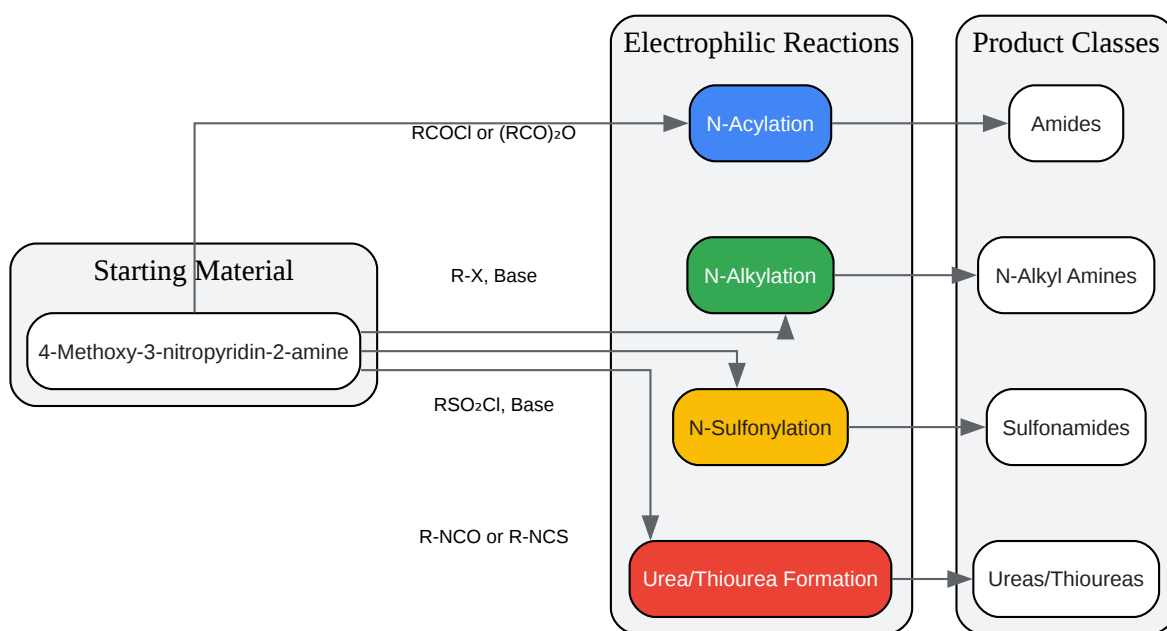 Electrophilic Reactions
Product Classes
RCOCl or (RCO)₂O
N-Acylation
Amides
Starting Material
R-X, Base
N-Alkylation
N-Alkyl Amines
4-Methoxy-3-nitropyridin-2-amine
RSO₂Cl, Base
N-Sulfonylation
Sulfonamides
R-NCO or R-NCS
Urea/Thiourea Formation
Ureas/Thioureas